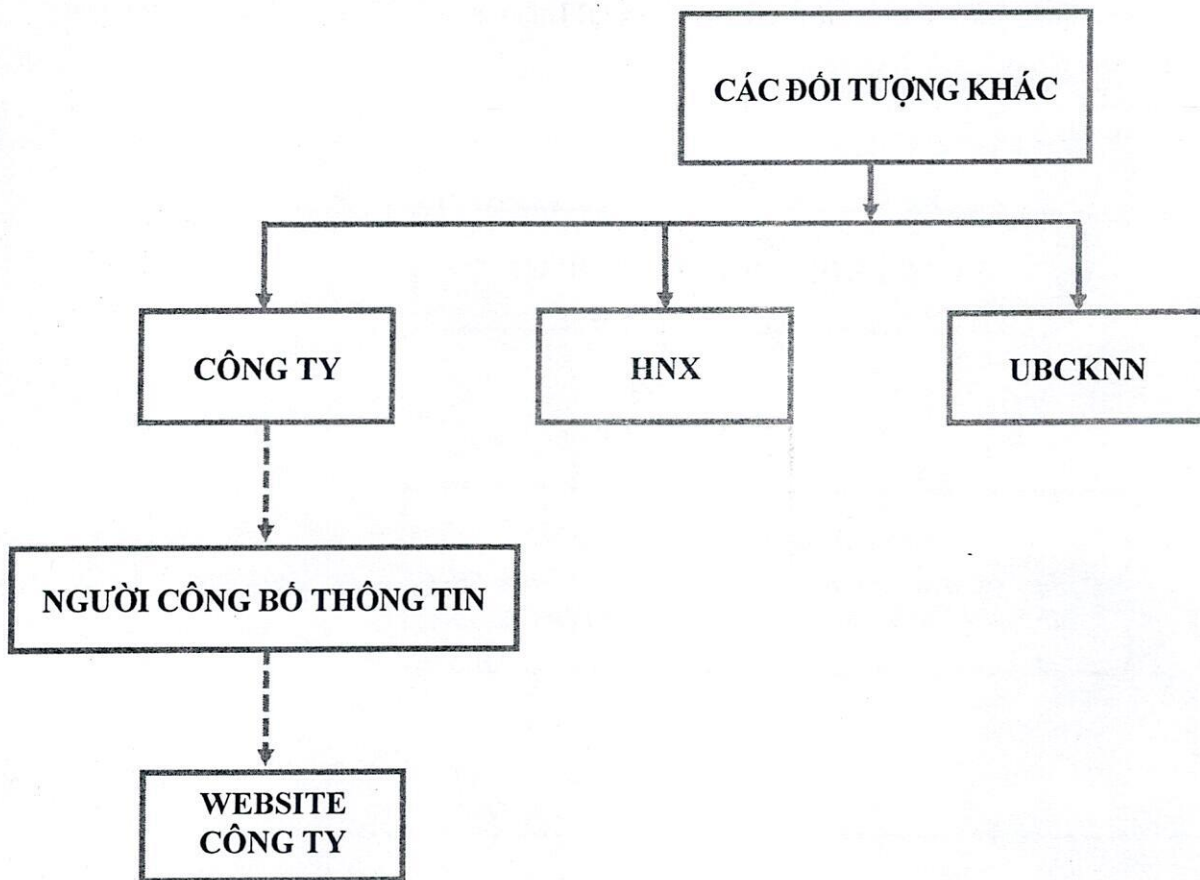 CÁC ĐỐI TƯỢNG KHÁC
CÔNG TY
HNX
UBCKNN
NGƯỜI CÔNG BỐ THÔNG TIN
WEBSITE
CÔNG TY